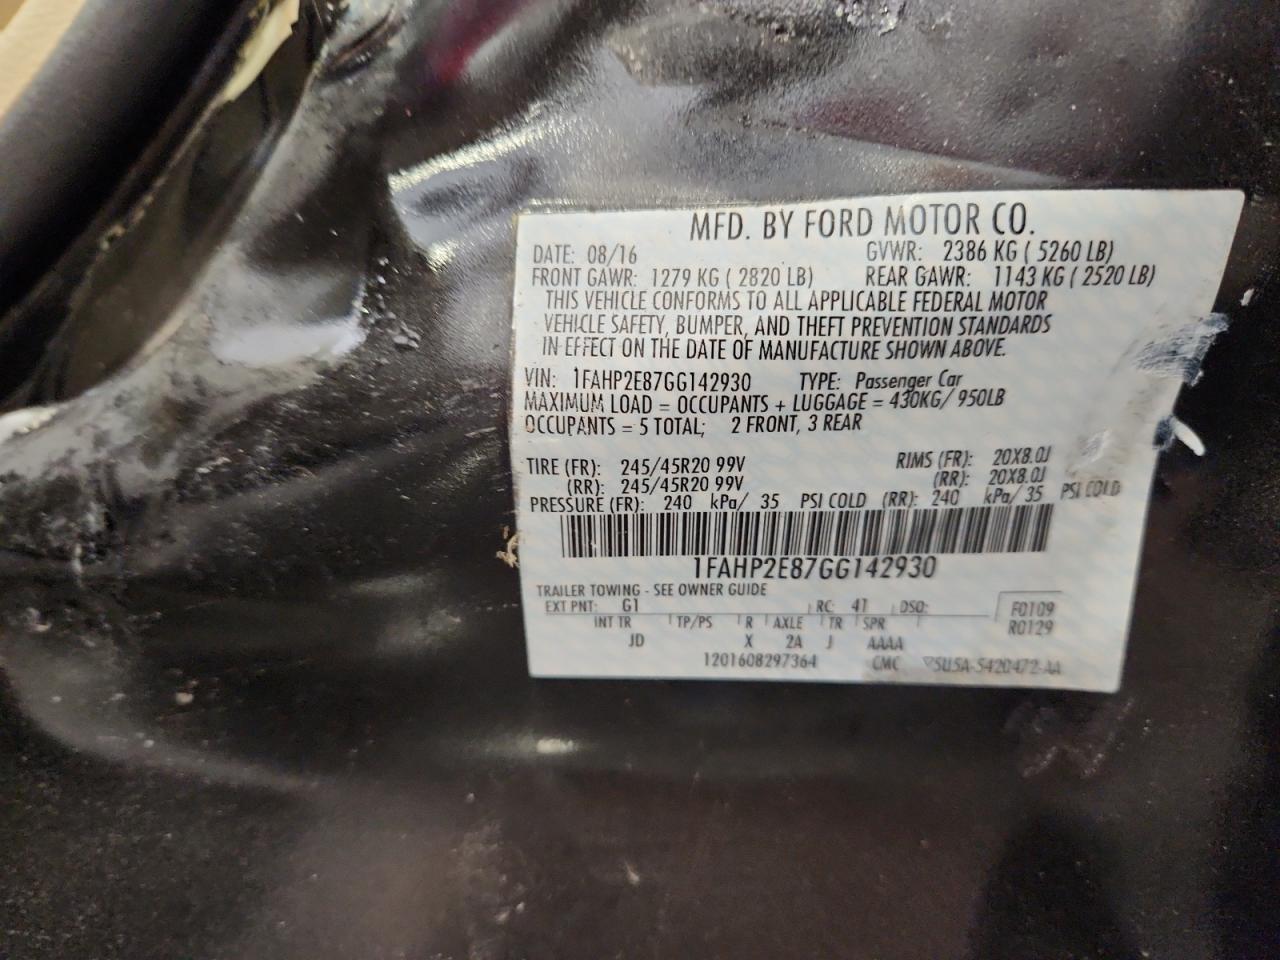 MFD. BY FORD MOTOR CO.
DATE: 08/16 GVWR: 2386 KG ( 5260 LB)
FRONT GAWR: 1279 KG ( 2820 LB) REAR GAWR: 1143 KG ( 2520 LB)
THIS VEHICLE CONFORMS TO ALL APPLICABLE FEDERAL MOTOR
VEHICLE SAFETY, BUMPER, AND THEFT PREVENTION STANDARDS
IN EFFECT ON THE DATE OF MANUFACTURE SHOWN ABOVE.
VIN: 1FAHP2E87GG142930 TYPE: Passenger Car
MAXIMUM LOAD = OCCUPANTS + LUGGAGE = 430KG/ 950LB
OCCUPANTS = 5 TOTAL; 2 FRONT, 3 REAR
TIRE (FR): 245/45R20 99V RIMS (FR): 20X8.0J
(RR): 245/45R20 99V (RR): 20X8.0J
PRESSURE (FR): 240 kPa/ 35 PSI COLD (RR): 240 kPa/ 35 PSI COLD
1FAHP2E87GG142930
TRAILER TOWING - SEE OWNER GUIDE
EXT PNT: G1 RC: 41 DSO: F0109
INT TR TP/PS R AXLE TR SPR R0129
JD X 2A J AAAA
1201608297364 CMC 5U5A-5420472-AA